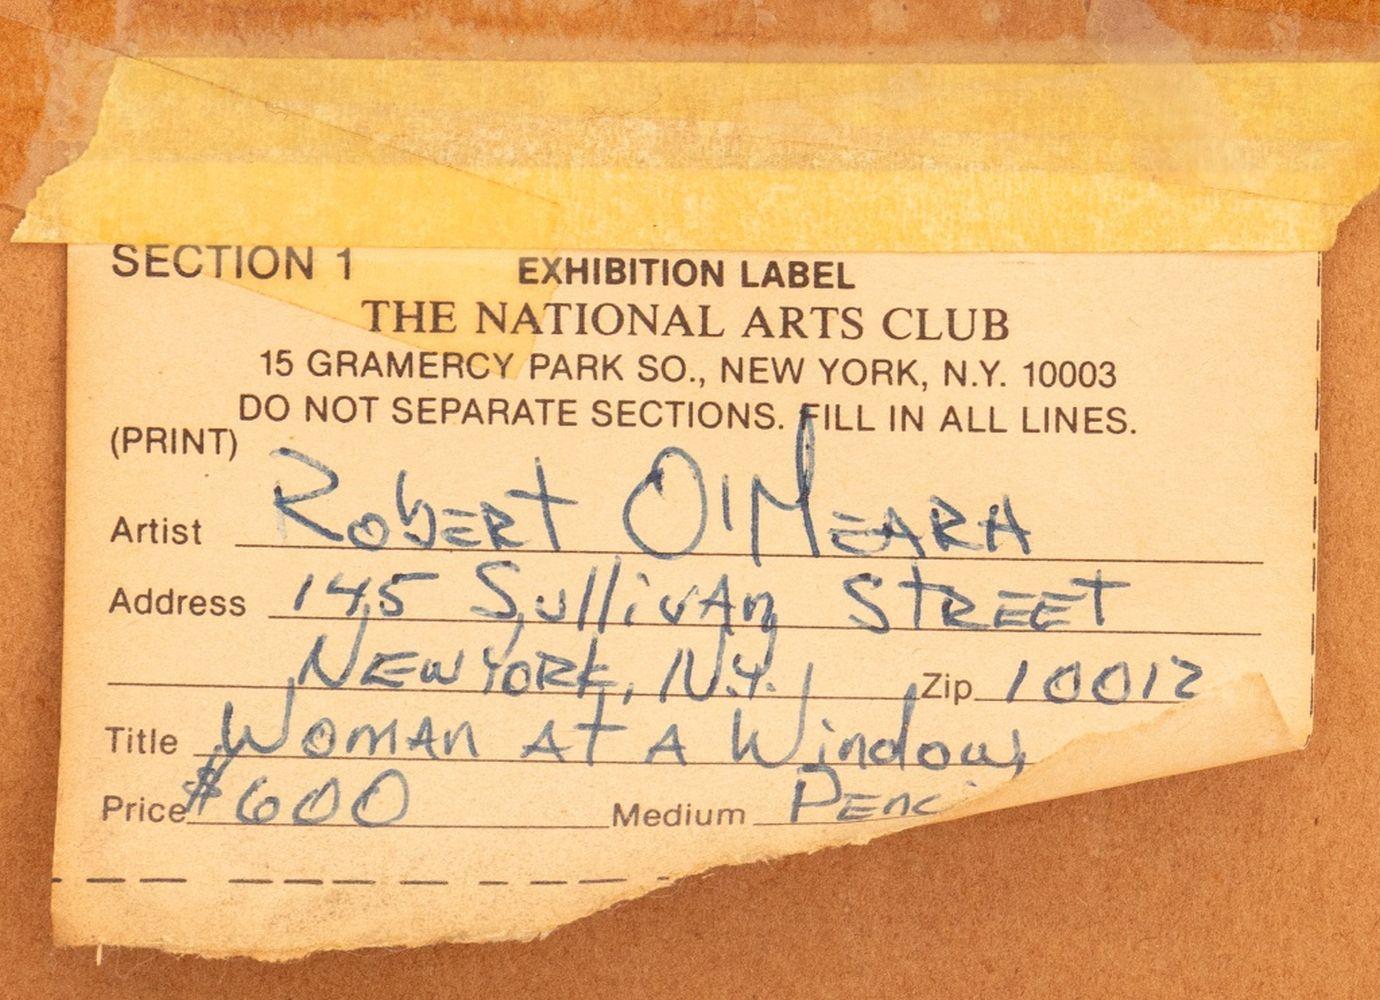 SECTION 1 EXHIBITION LABEL
THE NATIONAL ARTS CLUB
15 GRAMERCY PARK SO., NEW YORK, N.Y. 10003
DO NOT SEPARATE SECTIONS. FILL IN ALL LINES.
(PRINT)
Artist Robert O'Meara
Address 145 Sullivan Street
New York, N.Y. Zip 10012
Title Woman At A Window
Price $600 Medium Penc